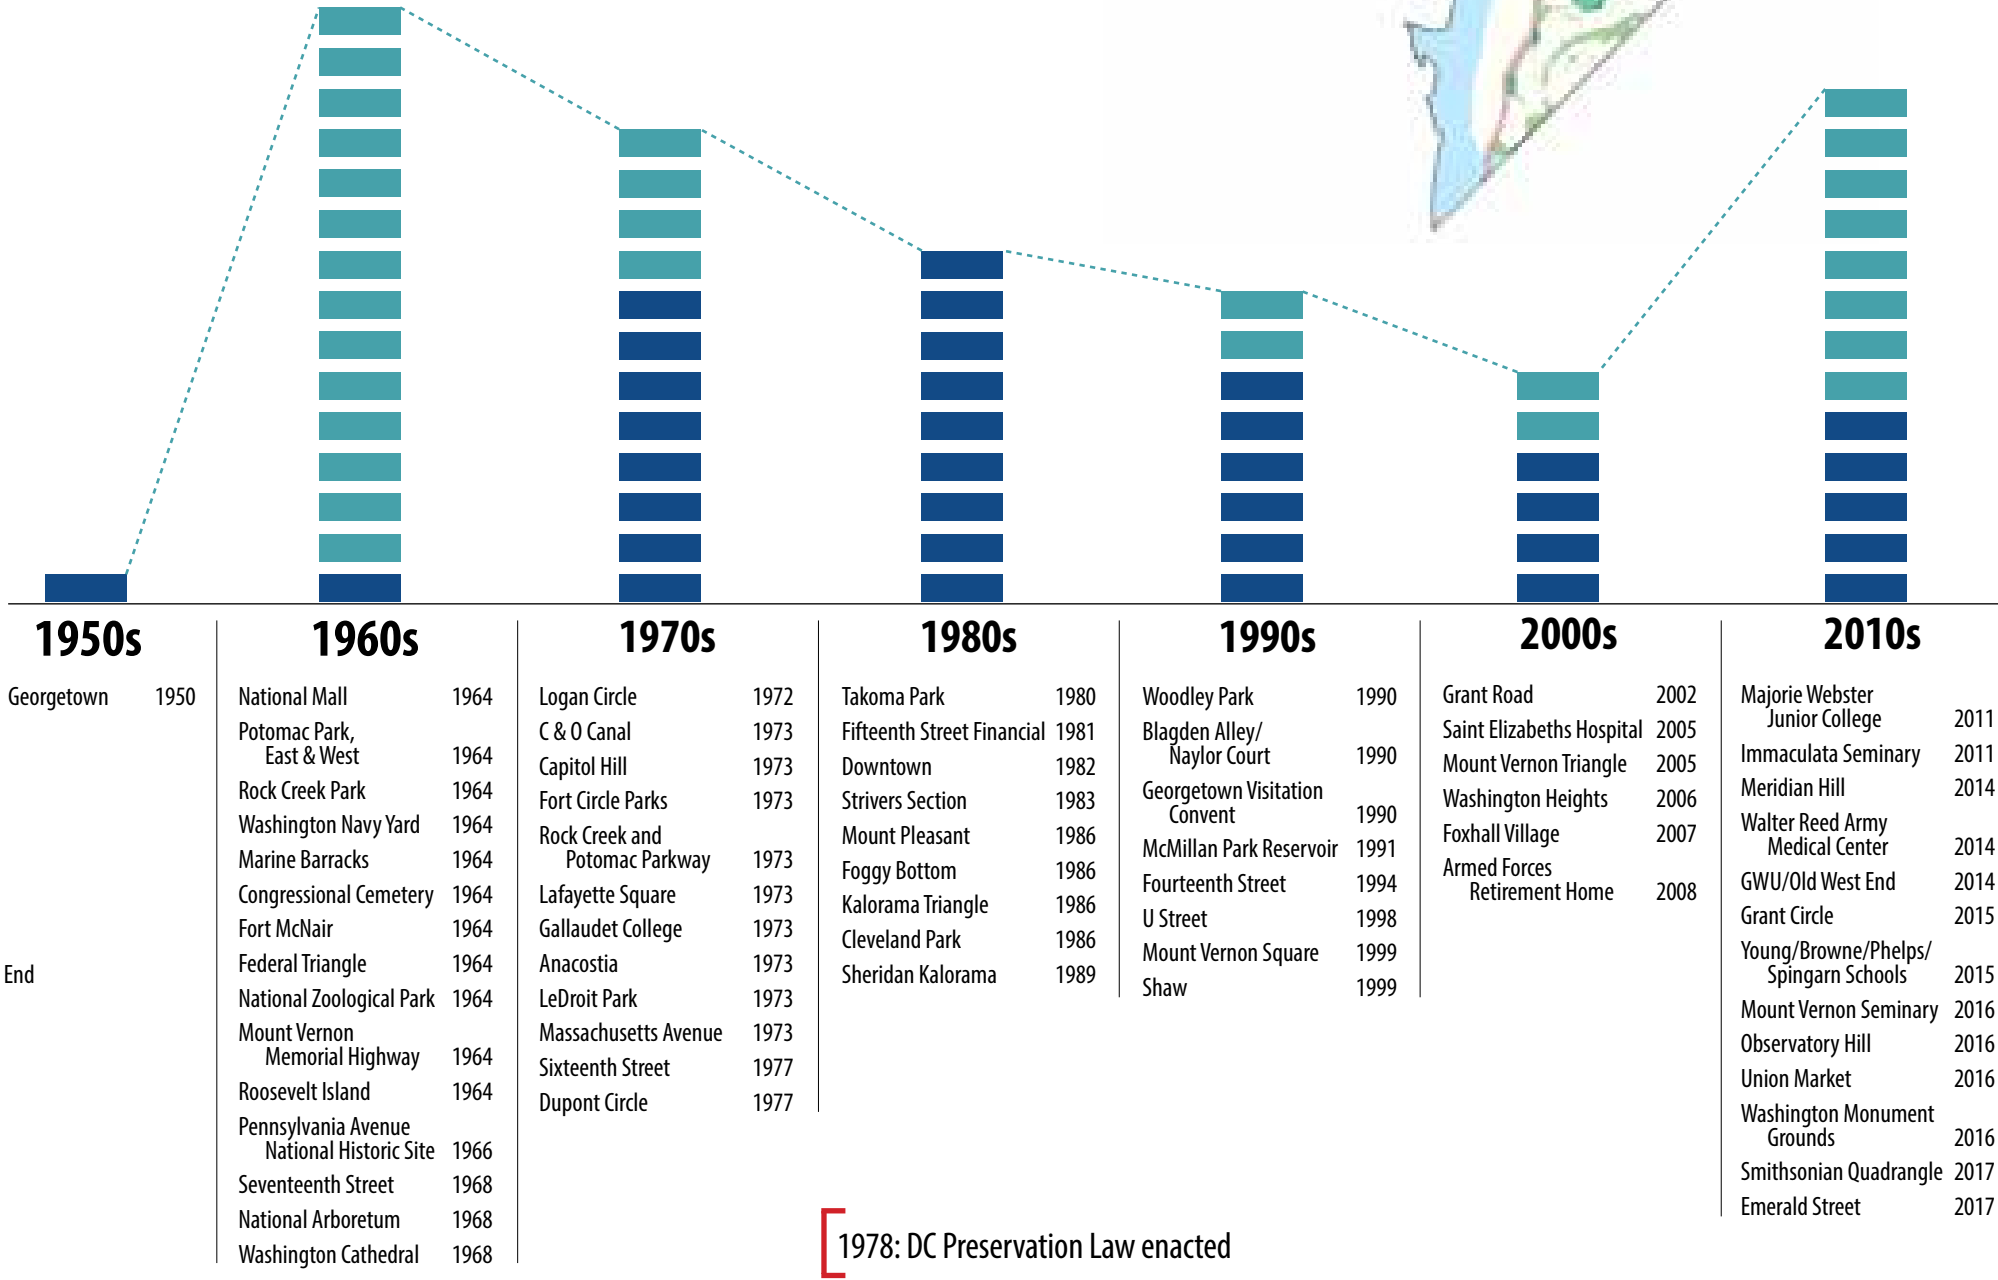 1950s
Georgetown 1950
End
1960s
National Mall 1964
Potomac Park,
East & West 1964
Rock Creek Park 1964
Washington Navy Yard 1964
Marine Barracks 1964
Congressional Cemetery 1964
Fort McNair 1964
Federal Triangle 1964
National Zoological Park 1964
Mount Vernon
Memorial Highway 1964
Roosevelt Island 1964
Pennsylvania Avenue
National Historic Site 1966
Seventeenth Street 1968
National Arboretum 1968
Washington Cathedral 1968
1970s
Logan Circle 1972
C & O Canal 1973
Capitol Hill 1973
Fort Circle Parks 1973
Rock Creek and
Potomac Parkway 1973
Lafayette Square 1973
Gallaudet College 1973
Anacostia 1973
LeDroit Park 1973
Massachusetts Avenue 1973
Sixteenth Street 1977
Dupont Circle 1977
1980s
Takoma Park 1980
Fifteenth Street Financial 1981
Downtown 1982
Strivers Section 1983
Mount Pleasant 1986
Foggy Bottom 1986
Kalorama Triangle 1986
Cleveland Park 1986
Sheridan Kalorama 1989
1990s
Woodley Park 1990
Blagden Alley/
Naylor Court 1990
Georgetown Visitation
Convent 1990
McMillan Park Reservoir 1991
Fourteenth Street 1994
U Street 1998
Mount Vernon Square 1999
Shaw 1999
2000s
Grant Road 2002
Saint Elizabeths Hospital 2005
Mount Vernon Triangle 2005
Washington Heights 2006
Foxhall Village 2007
Armed Forces
Retirement Home 2008
2010s
Majorie Webster
Junior College 2011
Immaculata Seminary 2011
Meridian Hill 2014
Walter Reed Army
Medical Center 2014
GWU/Old West End 2014
Grant Circle 2015
Young/Browne/Phelps/
Spingarn Schools 2015
Mount Vernon Seminary 2016
Observatory Hill 2016
Union Market 2016
Washington Monument
Grounds 2016
Smithsonian Quadrangle 2017
Emerald Street 2017
1978: DC Preservation Law enacted